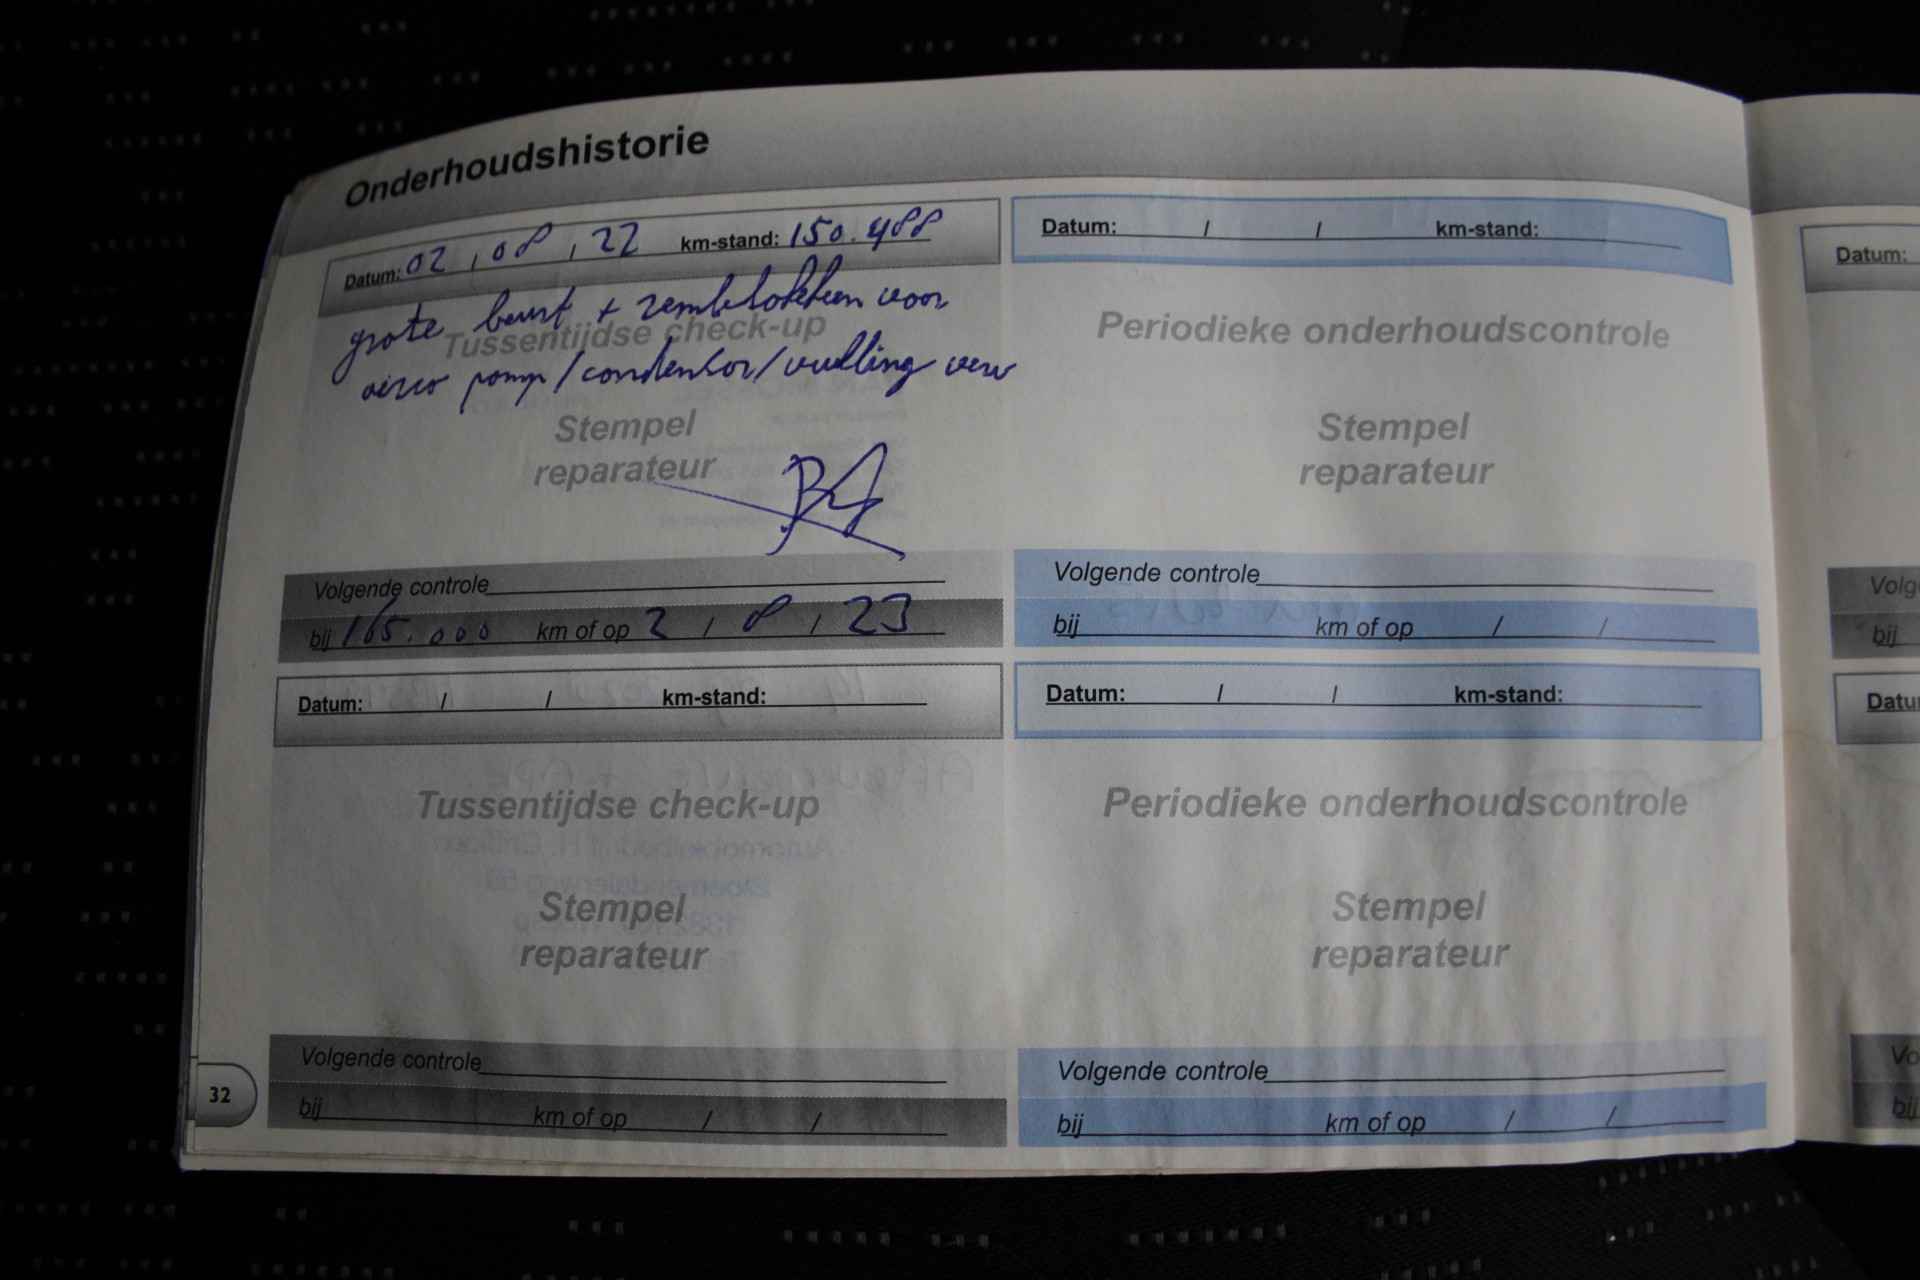 Onderhoudshistorie
Datum: 02 / 08 / 22 km-stand: 150.488
grote beurt + remblokken voor
Tussentijdse check-up
airco pomp/condensor/vulling verv
Stempel
reparateur
Volgende controle
bij 165.000 km of op 2 / 8 / 23
Datum: / / km-stand:
Periodieke onderhoudscontrole
Stempel
reparateur
Volgende controle
bij km of op / /
Datum: / / km-stand:
Tussentijdse check-up
Stempel
reparateur
Volgende controle
bij km of op / /
Datum: / / km-stand:
Periodieke onderhoudscontrole
Stempel
reparateur
Volgende controle
bij km of op / /
32
Datum:
Volg
bij
Datu
Vo
bij